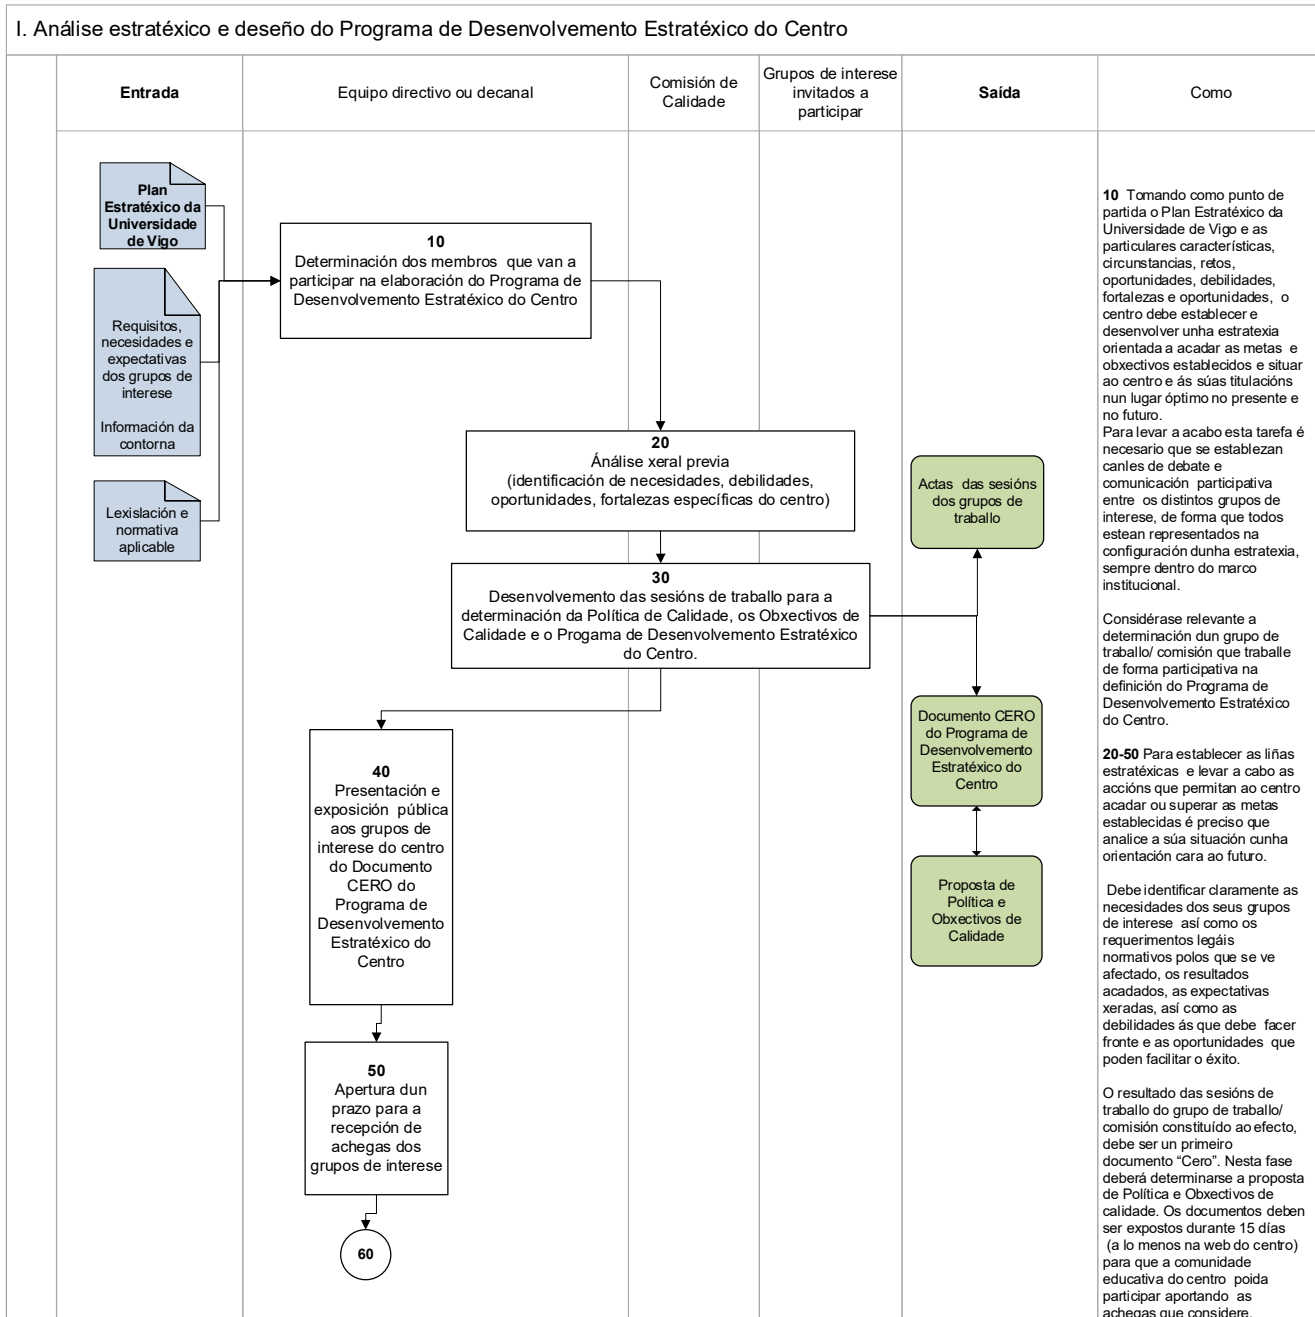 I. Análise estratéxico e deseño do Programa de Desenvolvemento Estratéxico do Centro
Entrada
Equipo directivo ou decanal
Comisión de
Calidade
Grupos de interese
invitados a
participar
Saída
Como
Plan
Estratéxico da
Universidade
de Vigo
Requisitos,
necesidades e
expectativas
dos grupos de
interese
Información da
contorna
Lexislación e
normativa
aplicable
10
Determinación dos membros que van a
participar na elaboración do Programa de
Desenvolvemento Estratéxico do Centro
20
Ánálise xeral previa
(identificación de necesidades, debilidades,
oportunidades, fortalezas específicas do centro)
30
Desenvolvemento das sesións de traballo para a
determinación da Política de Calidade, os Obxectivos de
Calidade e o Progama de Desenvolvemento Estratéxico
do Centro.
40
Presentación e
exposición pública
aos grupos de
interese do centro
do Documento
CERO do
Programa de
Desenvolvemento
Estratéxico do
Centro
50
Apertura dun
prazo para a
recepción de
achegas dos
grupos de interese
60
Actas das sesións
dos grupos de
traballo
Documento CERO
do Programa de
Desenvolvemento
Estratéxico do
Centro
Proposta de
Política e
Obxectivos de
Calidade
10 Tomando como punto de
partida o Plan Estratéxico da
Universidade de Vigo e as
particulares características,
circunstancias, retos,
oportunidades, debilidades,
fortalezas e oportunidades, o
centro debe establecer e
desenvolver unha estratexia
orientada a acadar as metas e
obxectivos establecidos e situar
ao centro e ás súas titulacións
nun lugar óptimo no presente e
no futuro.
Para levar a acabo esta tarefa é
necesario que se establezan
canles de debate e
comunicación participativa
entre os distintos grupos de
interese, de forma que todos
estean representados na
configuración dunha estratexia,
sempre dentro do marco
institucional.
Considérase relevante a
determinación dun grupo de
traballo/ comisión que traballe
de forma participativa na
definición do Programa de
Desenvolvemento Estratéxico
do Centro.
20-50 Para establecer as liñas
estratéxicas e levar a cabo as
accións que permitan ao centro
acadar ou superar as metas
establecidas é preciso que
analice a súa situación cunha
orientación cara ao futuro.
Debe identificar claramente as
necesidades dos seus grupos
de interese así como os
requerimentos legáis
normativos polos que se ve
afectado, os resultados
acadados, as expectativas
xeradas, así como as
debilidades ás que debe facer
fronte e as oportunidades que
poden facilitar o éxito.
O resultado das sesións de
traballo do grupo de traballo/
comisión constituído ao efecto,
debe ser un primeiro
documento “Cero”. Nesta fase
deberá determinarse a proposta
de Política e Obxectivos de
calidade. Os documentos deben
ser expostos durante 15 días
(a lo menos na web do centro)
para que a comunidade
educativa do centro poida
participar aportando as
achegas que considere.